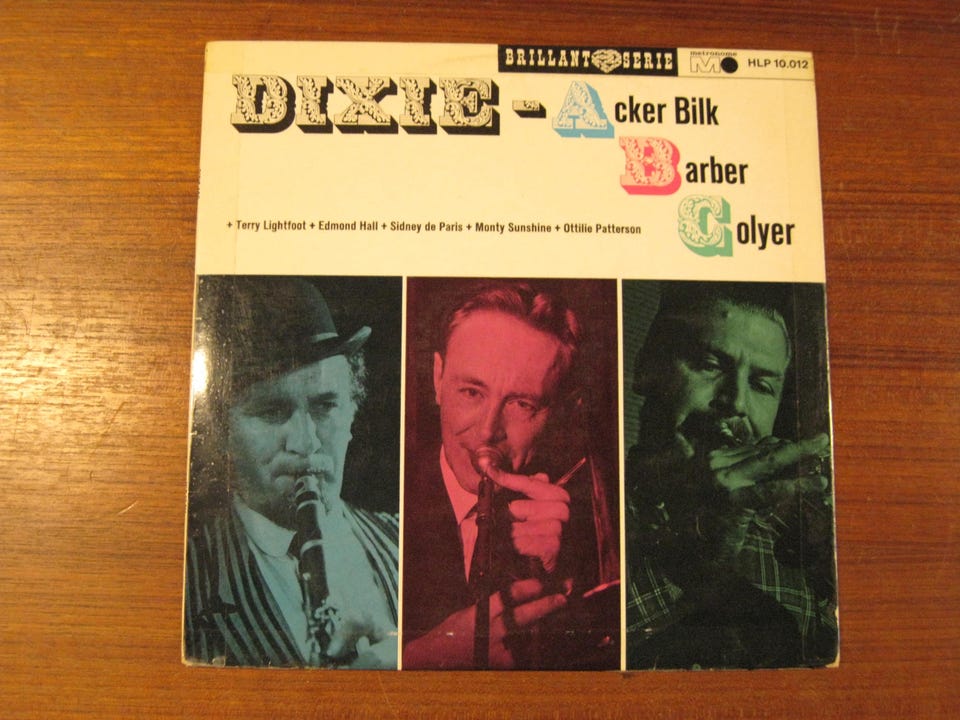 BRILLANT SERIE
metronome
M
HLP 10.012
DIXIE - Acker Bilk
Barber
Colyer
+ Terry Lightfoot + Edmond Hall + Sidney de Paris + Monty Sunshine + Ottilie Patterson